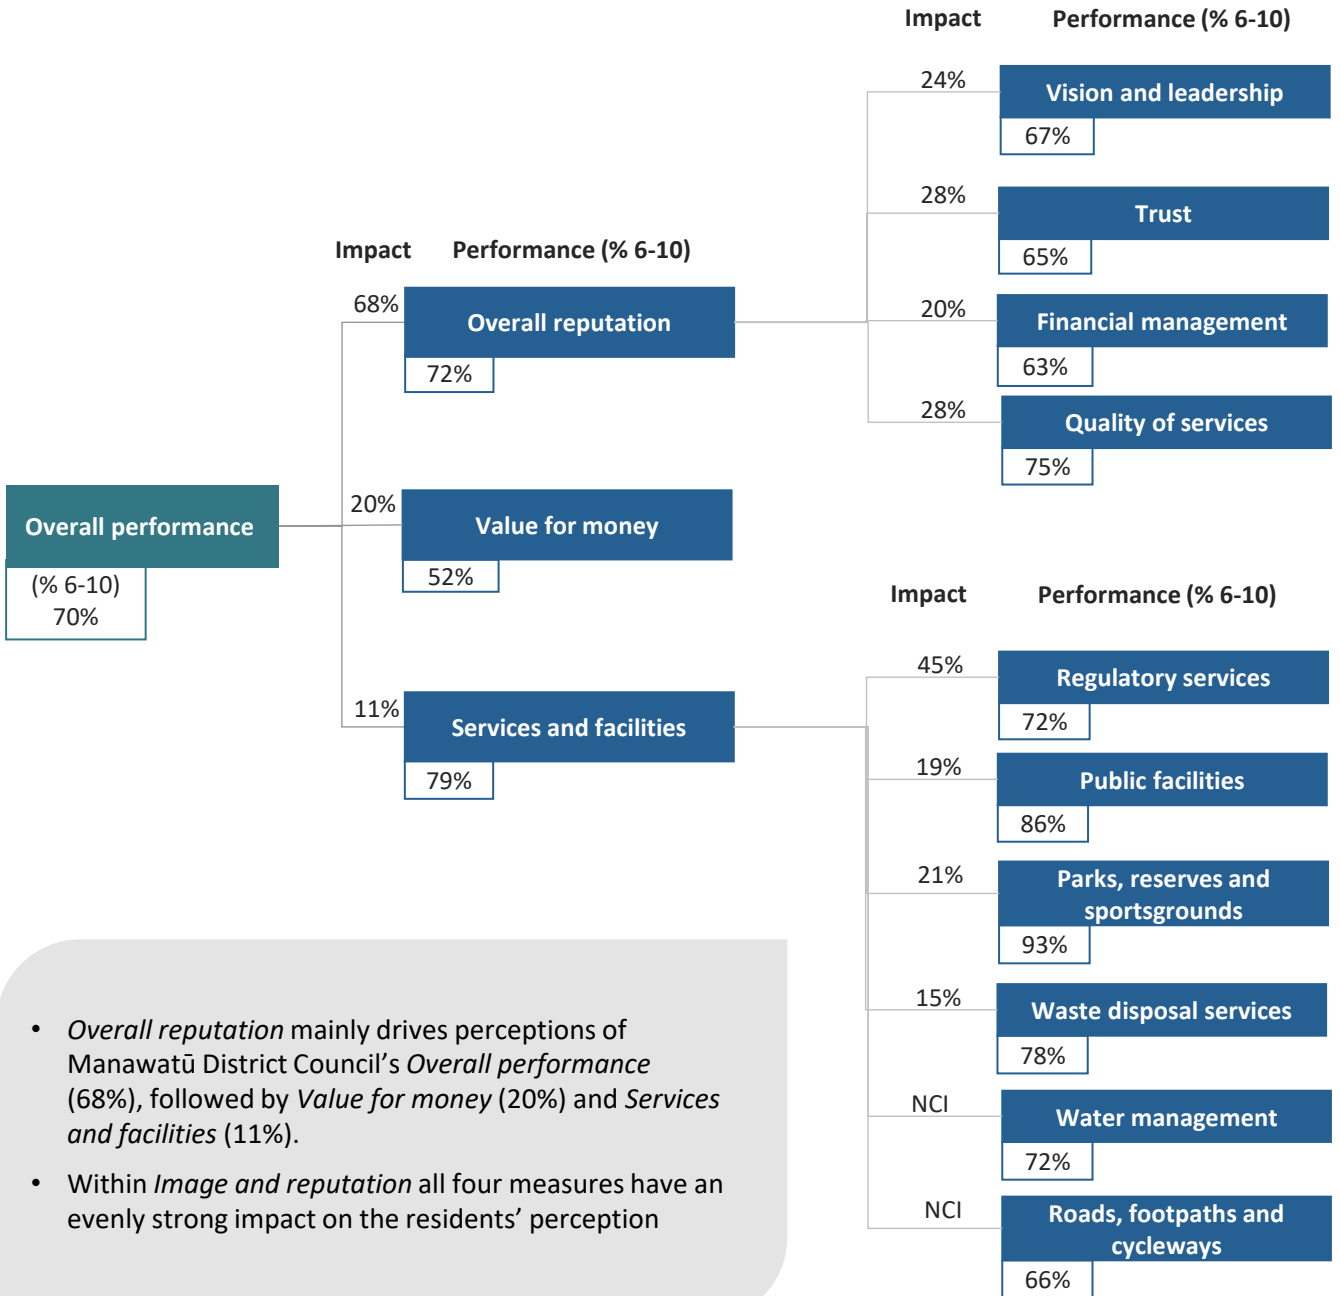 Impact Performance (% 6-10)
24%
Vision and leadership
67%
28%
Trust
65%
20%
Financial management
63%
28%
Quality of services
75%
Impact Performance (% 6-10)
68%
Overall reputation
72%
20%
Value for money
52%
11%
Services and facilities
79%
Overall performance
(% 6-10)
70%
Impact Performance (% 6-10)
45%
Regulatory services
72%
19%
Public facilities
86%
21%
Parks, reserves and
sportsgrounds
93%
15%
Waste disposal services
78%
NCI
Water management
72%
NCI
Roads, footpaths and
cycleways
66%
• Overall reputation mainly drives perceptions of
Manawatū District Council’s Overall performance
(68%), followed by Value for money (20%) and Services
and facilities (11%).
• Within Image and reputation all four measures have an
evenly strong impact on the residents’ perception